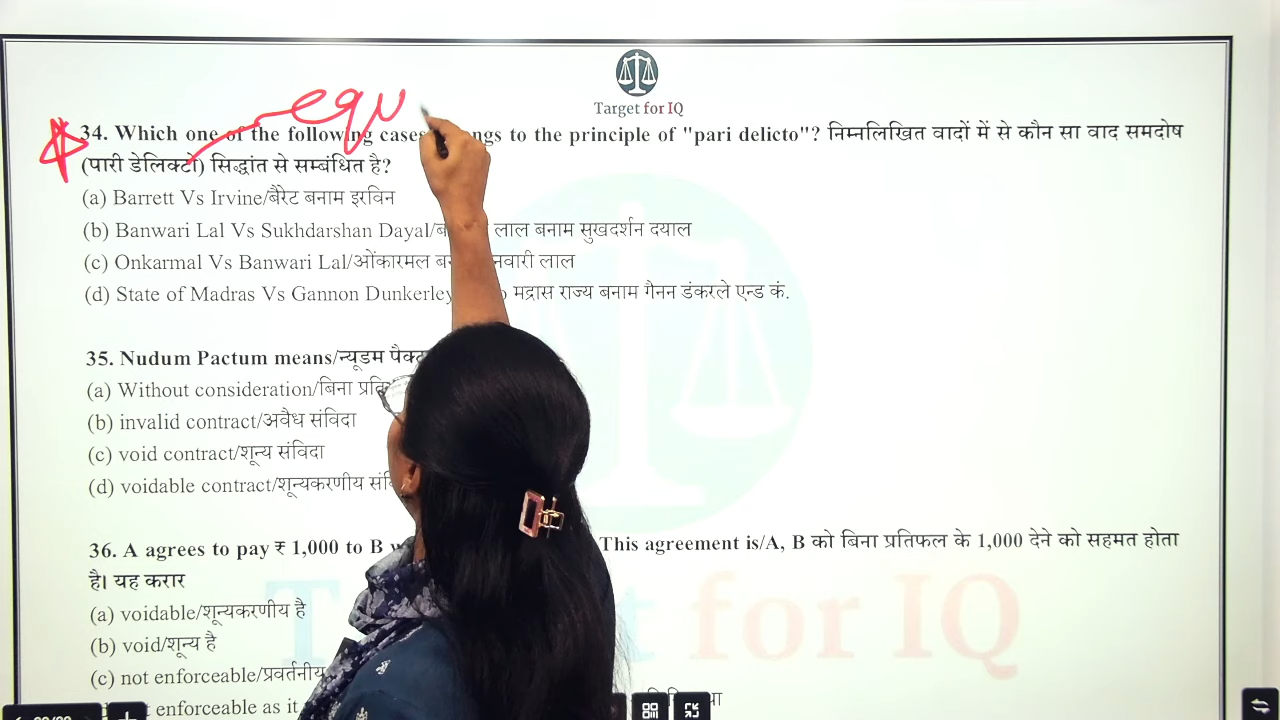 Target for IQ
equ
34. Which one of the following cases to the principle of "pari delicto"? निम्नलिखित वादों में से कौन सा वाद समदोष
(पारी डेलिक्टो) सिद्धांत से सम्बंधित है?
(a) Barrett Vs Irvine/बैरेट बनाम इरविन
(b) Banwari Lal Vs Sukhdarshan Dayal/ लाल बनाम सुखदर्शन दयाल
(c) Onkarmal Vs Banwari Lal/ओंकारमल लाल
(d) State of Madras Vs Gannon Dunkerley मद्रास राज्य बनाम गैनन डंकरले एन्ड कं.
35. Nudum Pactum means/न्यूडम
(a) Without consideration/बिना
(b) invalid contract/अवैध संविदा
(c) void contract/शून्य संविदा
(d) voidable contract/शून्यकरणीय
36. A agrees to pay ₹ 1,000 to B This agreement is/A, B को बिना प्रतिफल के 1,000 देने को सहमत होता
है। यह करार
(a) voidable/शून्यकरणीय है
(b) void/शून्य है
(c) not enforceable/प्रवर्तनीय
enforceable as it
for IQ